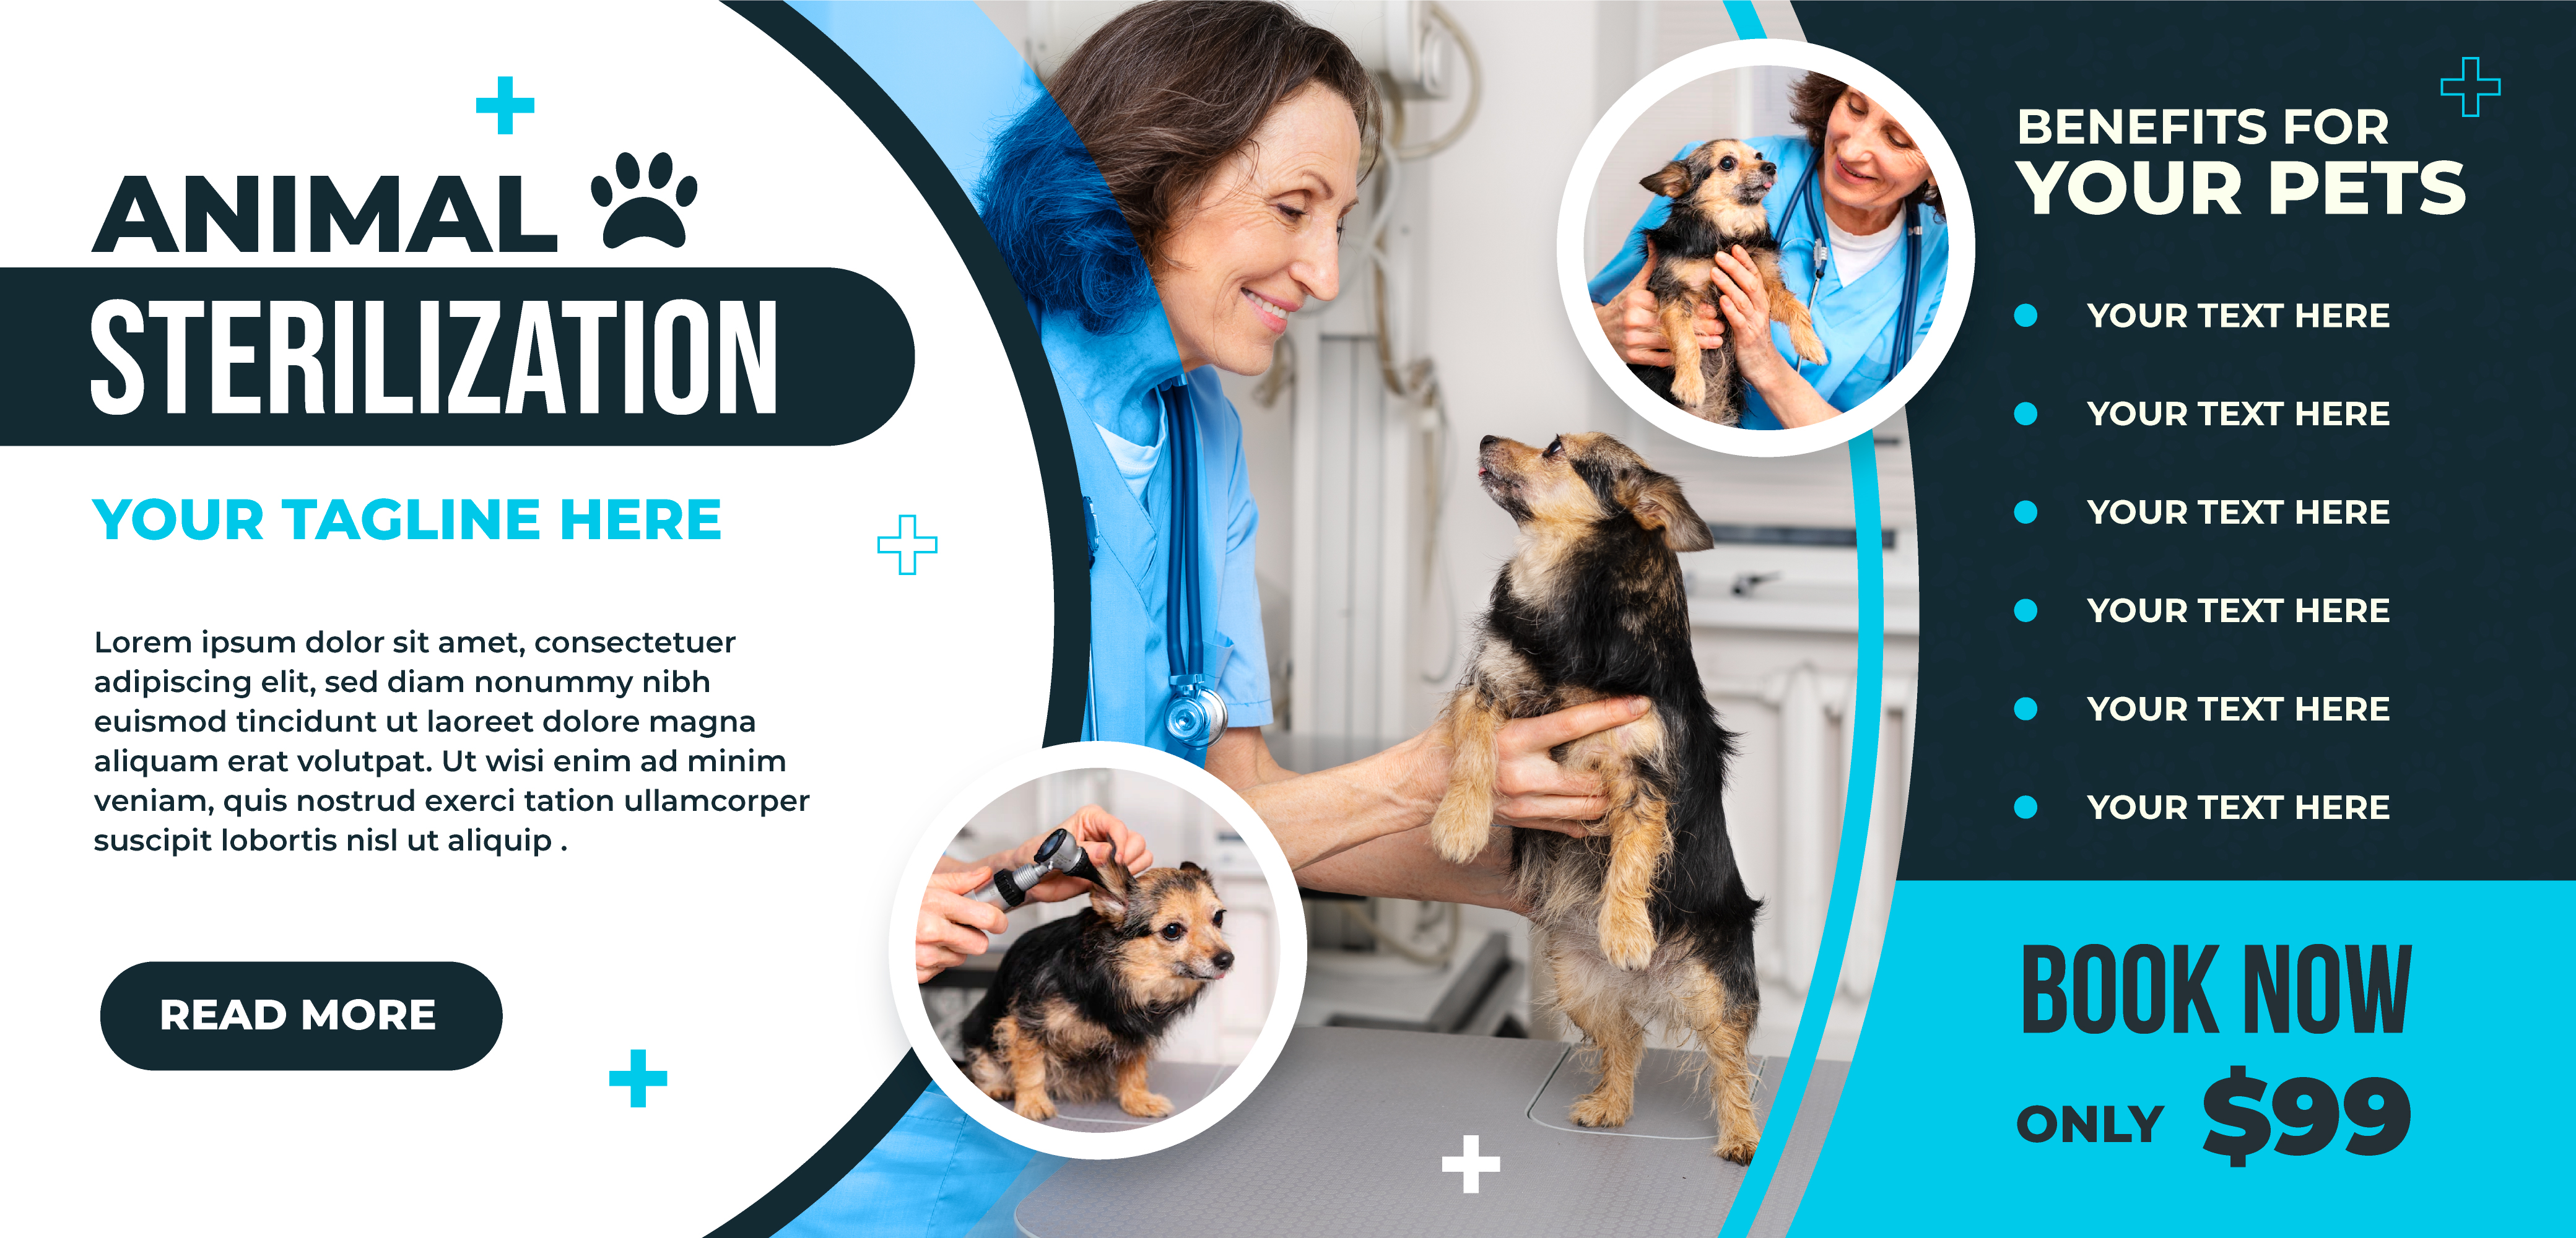 ANIMAL
STERILIZATION
YOUR TAGLINE HERE
Lorem ipsum dolor sit amet, consectetuer
adipiscing elit, sed diam nonummy nibh
euismod tincidunt ut laoreet dolore magna
aliquam erat volutpat. Ut wisi enim ad minim
veniam, quis nostrud exerci tation ullamcorper
suscipit lobortis nisl ut aliquip .
READ MORE
BENEFITS FOR
YOUR PETS
YOUR TEXT HERE
YOUR TEXT HERE
YOUR TEXT HERE
YOUR TEXT HERE
YOUR TEXT HERE
YOUR TEXT HERE
BOOK NOW
ONLY $99